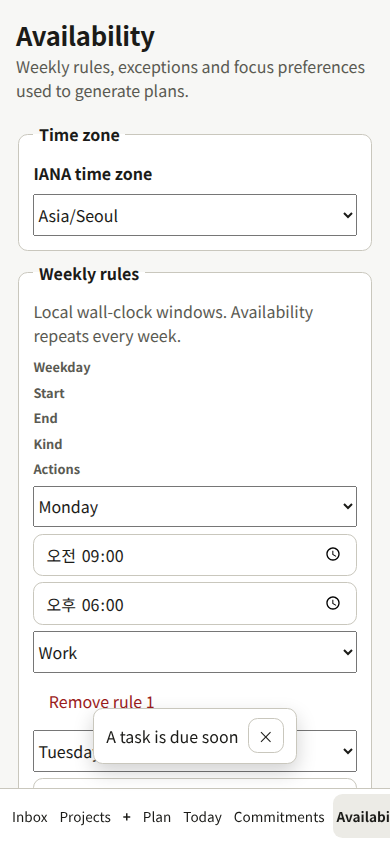 Availability
Weekly rules, exceptions and focus preferences
used to generate plans.
Time zone
IANA time zone
Asia/Seoul
Weekly rules
Local wall-clock windows. Availability
repeats every week.
Weekday
Start
End
Kind
Actions
Monday
오전 09:00
오후 06:00
Work
Remove rule 1
A task is due soon
Inbox Projects + Plan Today Commitments